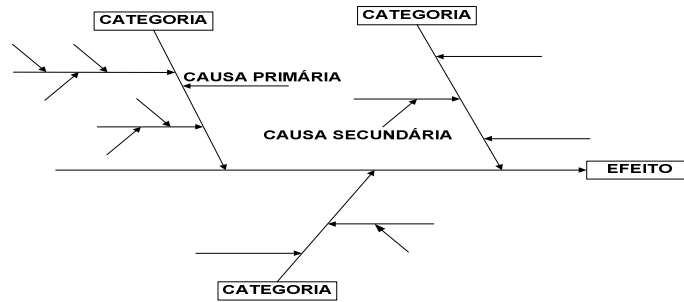 CATEGORIA
CATEGORIA
CAUSA PRIMÁRIA
CAUSA SECUNDÁRIA
EFEITO
CATEGORIA